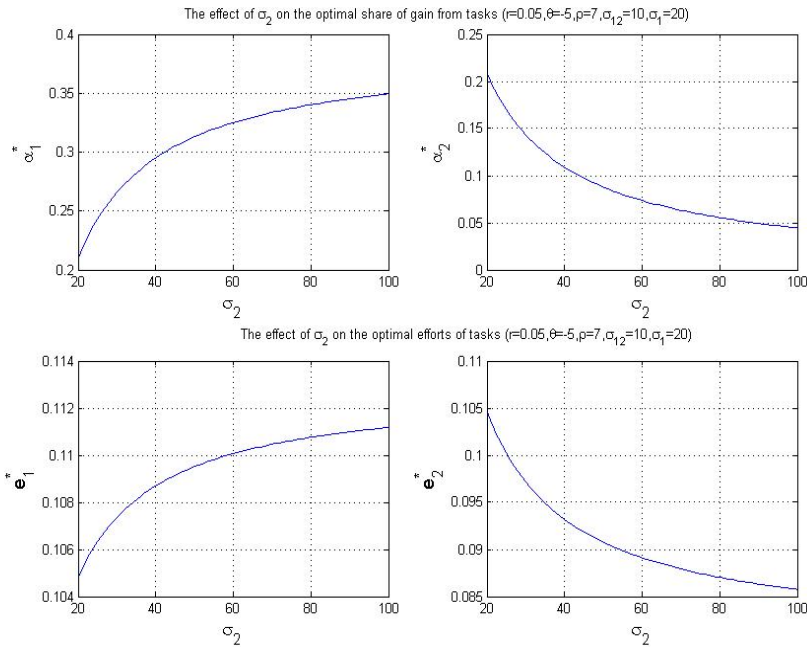 The effect of σ₂ on the optimal share of gain from tasks (r=0.05,θ=-5,ρ=7,σ₁₂=10,σ₁=20)
0.4
0.35
0.3
0.25
0.2
α₁*
20 40 60 80 100
σ₂
0.25
0.2
0.15
0.1
0.05
0
α₂*
20 40 60 80 100
σ₂
The effect of σ₂ on the optimal efforts of tasks (r=0.05,θ=-5,ρ=7,σ₁₂=10,σ₁=20)
0.114
0.112
0.11
0.108
0.106
0.104
e₁*
20 40 60 80 100
σ₂
0.11
0.105
0.1
0.095
0.09
0.085
e₂*
20 40 60 80 100
σ₂